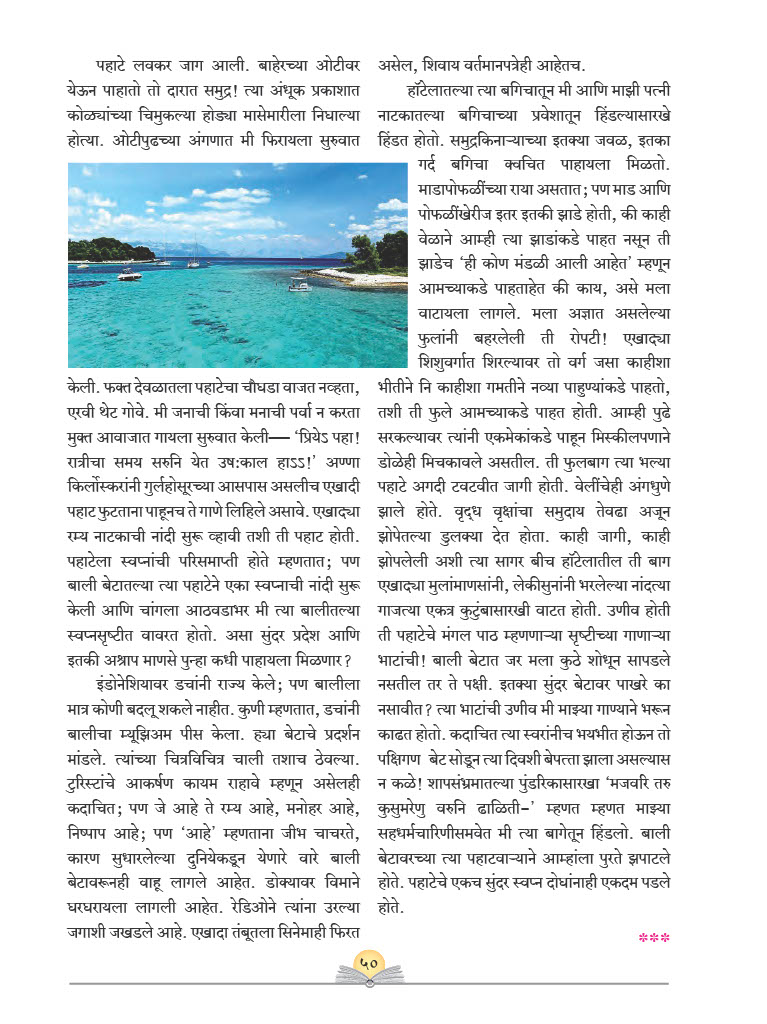 पहाटे लवकर जाग आली. बाहेरच्या ओटीवर
येऊन पाहातो तो दारात समुद्र! त्या अंधूक प्रकाशात
कोळ्यांच्या चिमुकल्या होड्या मासेमारीला निघाल्या
होत्या. ओटीपुढच्या अंगणात मी फिरायला सुरुवात
केली. फक्त देवळातला पहाटेचा चौघडा वाजत नव्हता,
एरवी थेट गोवे. मी जनाची किंवा मनाची पर्वा न करता
मुक्त आवाजात गायला सुरुवात केली— ‘प्रियेऽ पहा!
रात्रीचा समय सरुनि येत उष:काल हाऽऽ!’ अण्णा
किर्लोस्करांनी गुर्लहोसूरच्या आसपास असलीच एखादी
पहाट फुटताना पाहूनच ते गाणे लिहिले असावे. एखाद्या
रम्य नाटकाची नांदी सुरू व्हावी तशी ती पहाट होती.
पहाटेला स्वप्नांची परिसमाप्ती होते म्हणतात; पण
बाली बेटातल्या त्या पहाटेने एका स्वप्नाची नांदी सुरू
केली आणि चांगला आठवडाभर मी त्या बालीतल्या
स्वप्नसृष्टीत वावरत होतो. असा सुंदर प्रदेश आणि
इतकी अश्राप माणसे पुन्हा कधी पाहायला मिळणार?
इंडोनेशियावर डचांनी राज्य केले; पण बालीला
मात्र कोणी बदलू शकले नाहीत. कुणी म्हणतात, डचांनी
बालीचा म्यूझिअम पीस केला. ह्या बेटाचे प्रदर्शन
मांडले. त्यांच्या चित्रविचित्र चाली तशाच ठेवल्या.
टुरिस्टांचे आकर्षण कायम राहावे म्हणून असेलही
कदाचित; पण जे आहे ते रम्य आहे, मनोहर आहे,
निष्पाप आहे; पण ‘आहे’ म्हणताना जीभ चाचरते,
कारण सुधारलेल्या दुनियेकडून येणारे वारे बाली
बेटावरूनही वाहू लागले आहेत. डोक्यावर विमाने
घरघरायला लागली आहेत. रेडिओने त्यांना उरल्या
जगाशी जखडले आहे. एखादा तंबूतला सिनेमाही फिरत
असेल, शिवाय वर्तमानपत्रेही आहेतच.
हॉटेलातल्या त्या बगिचातून मी आणि माझी पत्नी
नाटकातल्या बगिचाच्या प्रवेशातून हिंडल्यासारखे
हिंडत होतो. समुद्रकिनाऱ्याच्या इतक्या जवळ, इतका
गर्द बगिचा क्वचित पाहायला मिळतो.
माडापोफळींच्या राया असतात; पण माड आणि
पोफळींखेरीज इतर इतकी झाडे होती, की काही
वेळाने आम्ही त्या झाडांकडे पाहत नसून ती
झाडेच ‘ही कोण मंडळी आली आहेत’ म्हणून
आमच्याकडे पाहताहेत की काय, असे मला
वाटायला लागले. मला अज्ञात असलेल्या
फुलांनी बहरलेली ती रोपटी! एखाद्या
शिशुवर्गात शिरल्यावर तो वर्ग जसा काहीशा
भीतीने नि काहीशा गमतीने नव्या पाहुण्यांकडे पाहतो,
तशी ती फुले आमच्याकडे पाहत होती. आम्ही पुढे
सरकल्यावर त्यांनी एकमेकांकडे पाहून मिस्कीलपणाने
डोळेही मिचकावले असतील. ती फुलबाग त्या भल्या
पहाटे अगदी टवटवीत जागी होती. वेलींचेही अंगधुणे
झाले होते. वृद्ध वृक्षांचा समुदाय तेवढा अजून
झोपेतल्या डुलक्या देत होता. काही जागी, काही
झोपलेली अशी त्या सागर बीच हॉटेलातील ती बाग
एखाद्या मुलांमाणसांनी, लेकीसुनांनी भरलेल्या नांदत्या
गाजत्या एकत्र कुटुंबासारखी वाटत होती. उणीव होती
ती पहाटेचे मंगल पाठ म्हणणाऱ्या सृष्टीच्या गाणाऱ्या
भाटांची! बाली बेटात जर मला कुठे शोधून सापडले
नसतील तर ते पक्षी. इतक्या सुंदर बेटावर पाखरे का
नसावीत? त्या भाटांची उणीव मी माझ्या गाण्याने भरून
काढत होतो. कदाचित त्या स्वरांनीच भयभीत होऊन तो
पक्षिगण बेट सोडून त्या दिवशी बेपत्ता झाला असल्यास
न कळे! शापसंभ्रमातल्या पुंडरिकासारखा ‘मजवरि तरु
कुसुमरेणु वरुनि ढाळिती-’ म्हणत म्हणत माझ्या
सहधर्मचारिणीसमवेत मी त्या बागेतून हिंडलो. बाली
बेटावरच्या त्या पहाटवाऱ्याने आम्हांला पुरते झपाटले
होते. पहाटेचे एकच सुंदर स्वप्न दोघांनाही एकदम पडले
होते.
***
५०